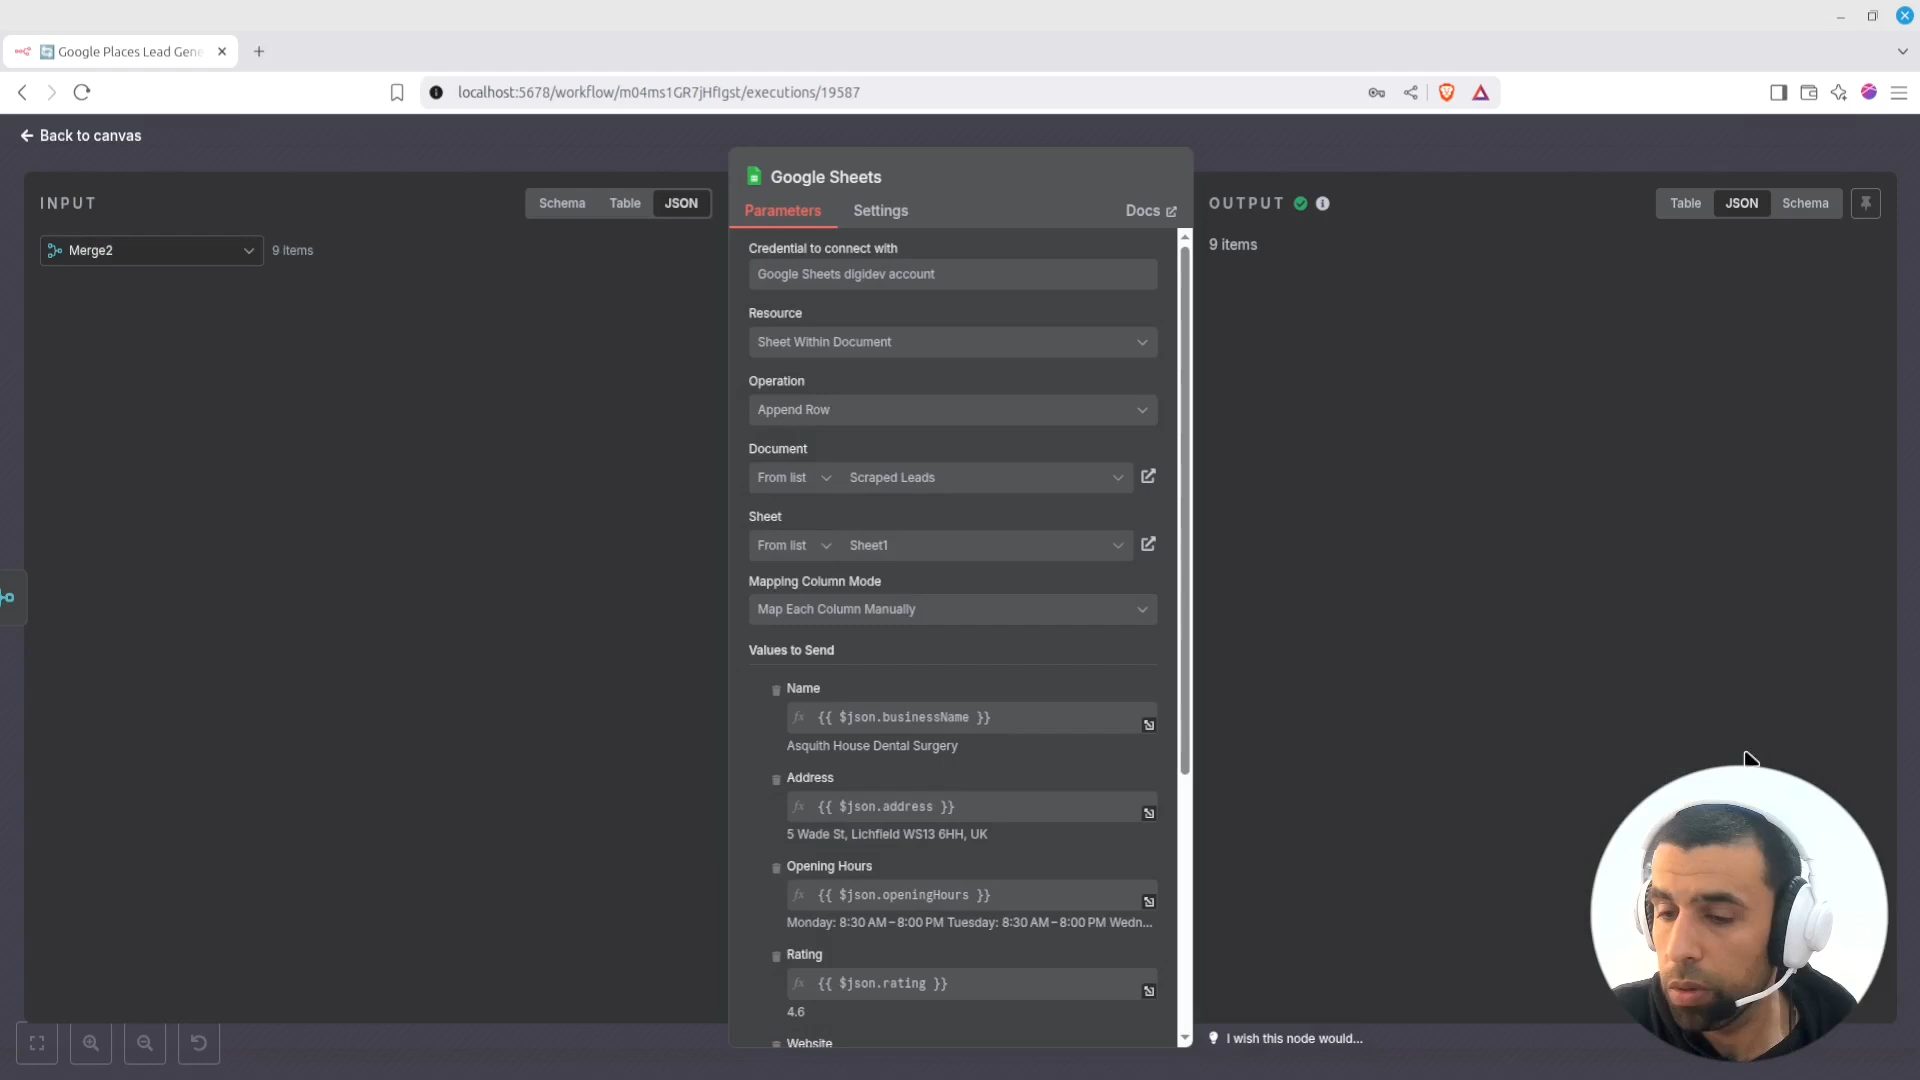 Google Places Lead Gene
localhost:5678/workflow/m04ms1GR7jHfIgst/executions/19587
Back to canvas
INPUT
Schema
Table
JSON
Merge2
9 items
Google Sheets
Parameters
Settings
Docs
Credential to connect with
Google Sheets digidev account
Resource
Sheet Within Document
Operation
Append Row
Document
From list
Scraped Leads
Sheet
From list
Sheet1
Mapping Column Mode
Map Each Column Manually
Values to Send
Name
fx {{ $json.businessName }}
Asquith House Dental Surgery
Address
fx {{ $json.address }}
5 Wade St, Lichfield WS13 6HH, UK
Opening Hours
fx {{ $json.openingHours }}
Monday: 8:30 AM – 8:00 PM Tuesday: 8:30 AM – 8:00 PM Wedn...
Rating
fx {{ $json.rating }}
4.6
Website
OUTPUT
Table
JSON
Schema
9 items
I wish this node would...